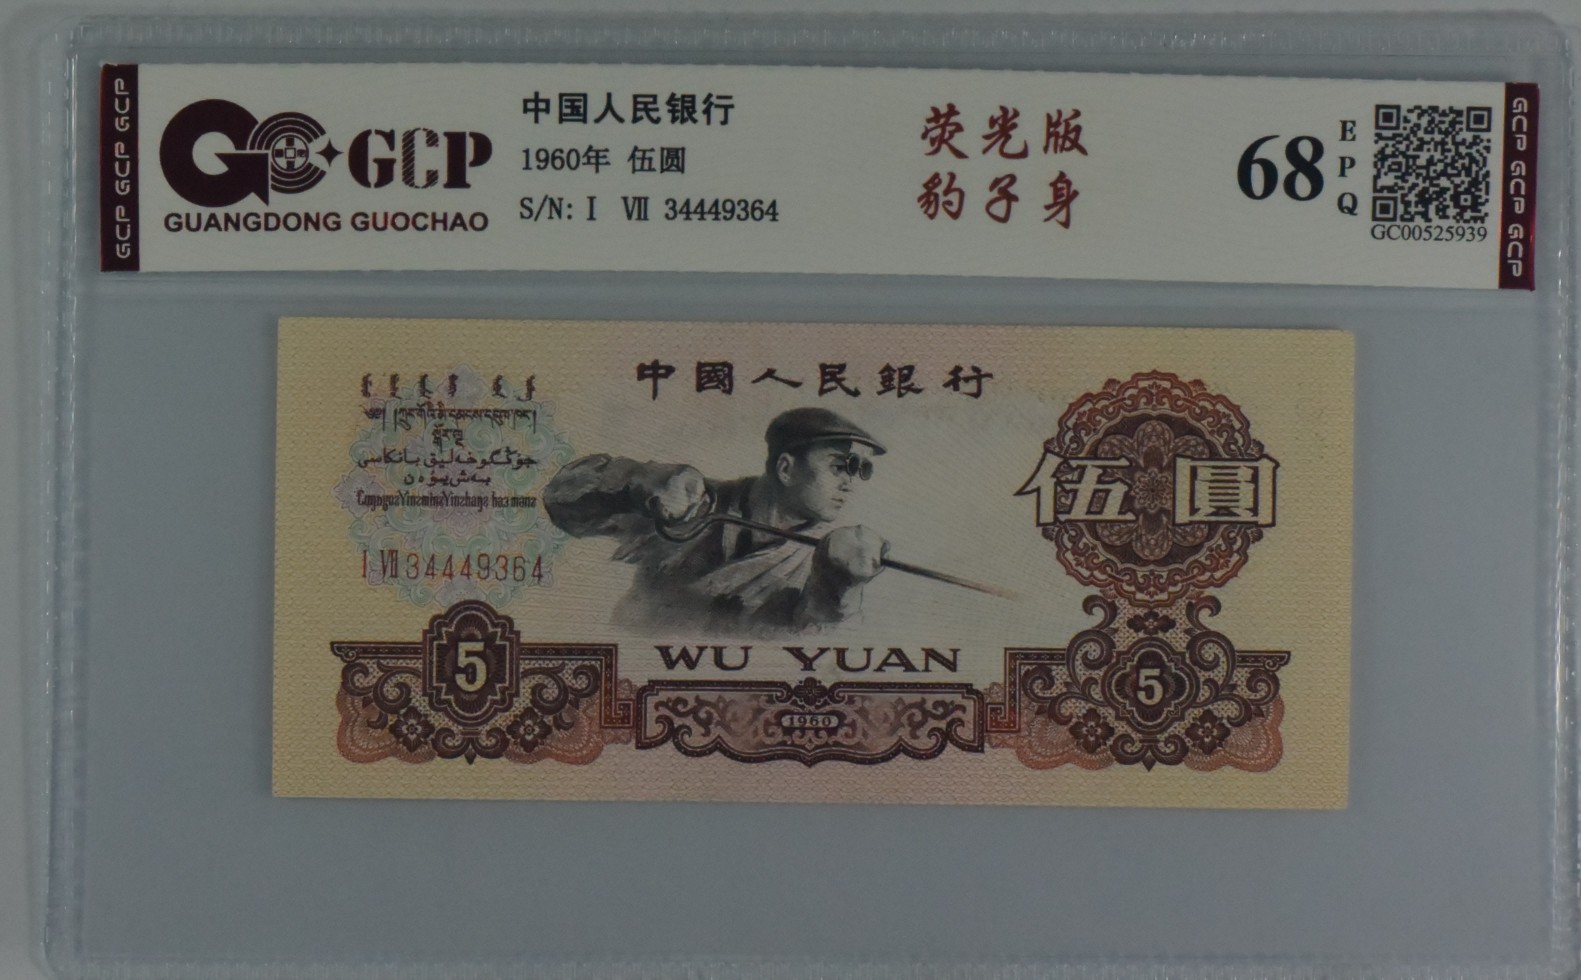 GCP GCP GCP
GCP
GUANGDONG GUOCHAO
中国人民银行
1960年 伍圆
S/N: I VII 34449364
荧光版
豹子身
68
EPQ
GC00525939
GCP GCP GCP
中國人民銀行
伍圓
I VII 34449364
5
WU YUAN
1960
5